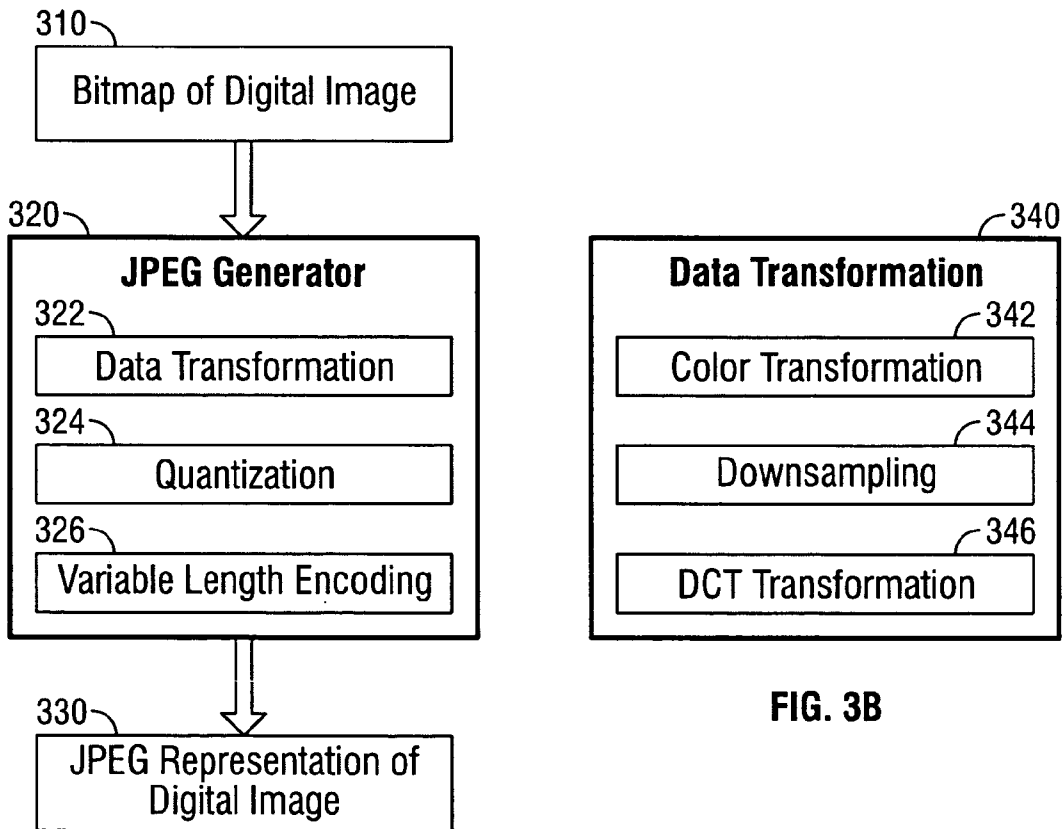 310
Bitmap of Digital Image
320
JPEG Generator
322
Data Transformation
324
Quantization
326
Variable Length Encoding
330
JPEG Representation of
Digital Image
340
Data Transformation
342
Color Transformation
344
Downsampling
346
DCT Transformation
FIG. 3B